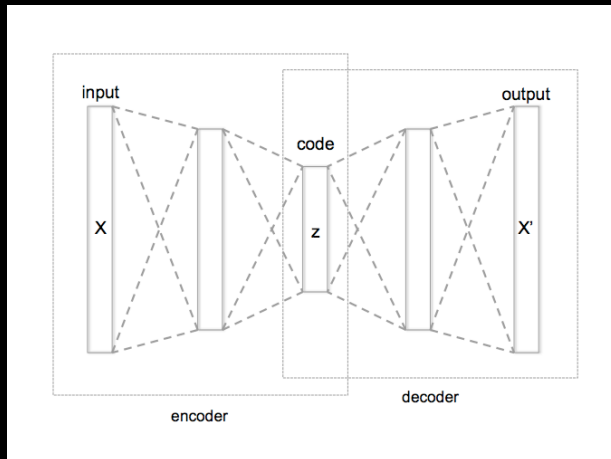 input
output
code
X
z
X'
decoder
encoder